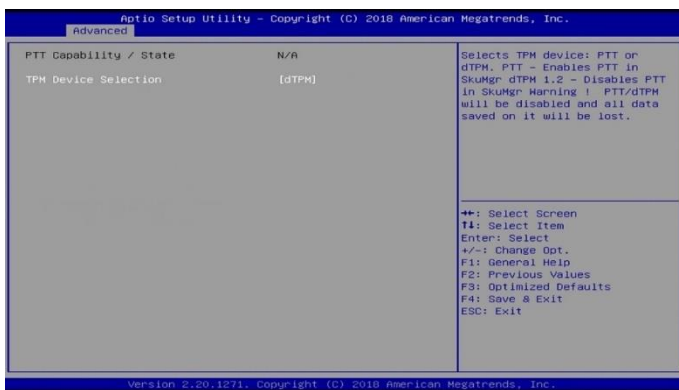 Aptio Setup Utility – Copyright (C) 2018 American Megatrends, Inc.
Advanced
PTT Capability / State N/A
TPM Device Selection [dTPM]
Selects TPM device: PTT or
dTPM. PTT – Enables PTT in
SkuMgr dTPM 1.2 – Disables PTT
in SkuMgr Warning ! PTT/dTPM
will be disabled and all data
saved on it will be lost.
→←: Select Screen
↑↓: Select Item
Enter: Select
+/-: Change Opt.
F1: General Help
F2: Previous Values
F3: Optimized Defaults
F4: Save & Exit
ESC: Exit
Version 2.20.1271. Copyright (C) 2018 American Megatrends, Inc.